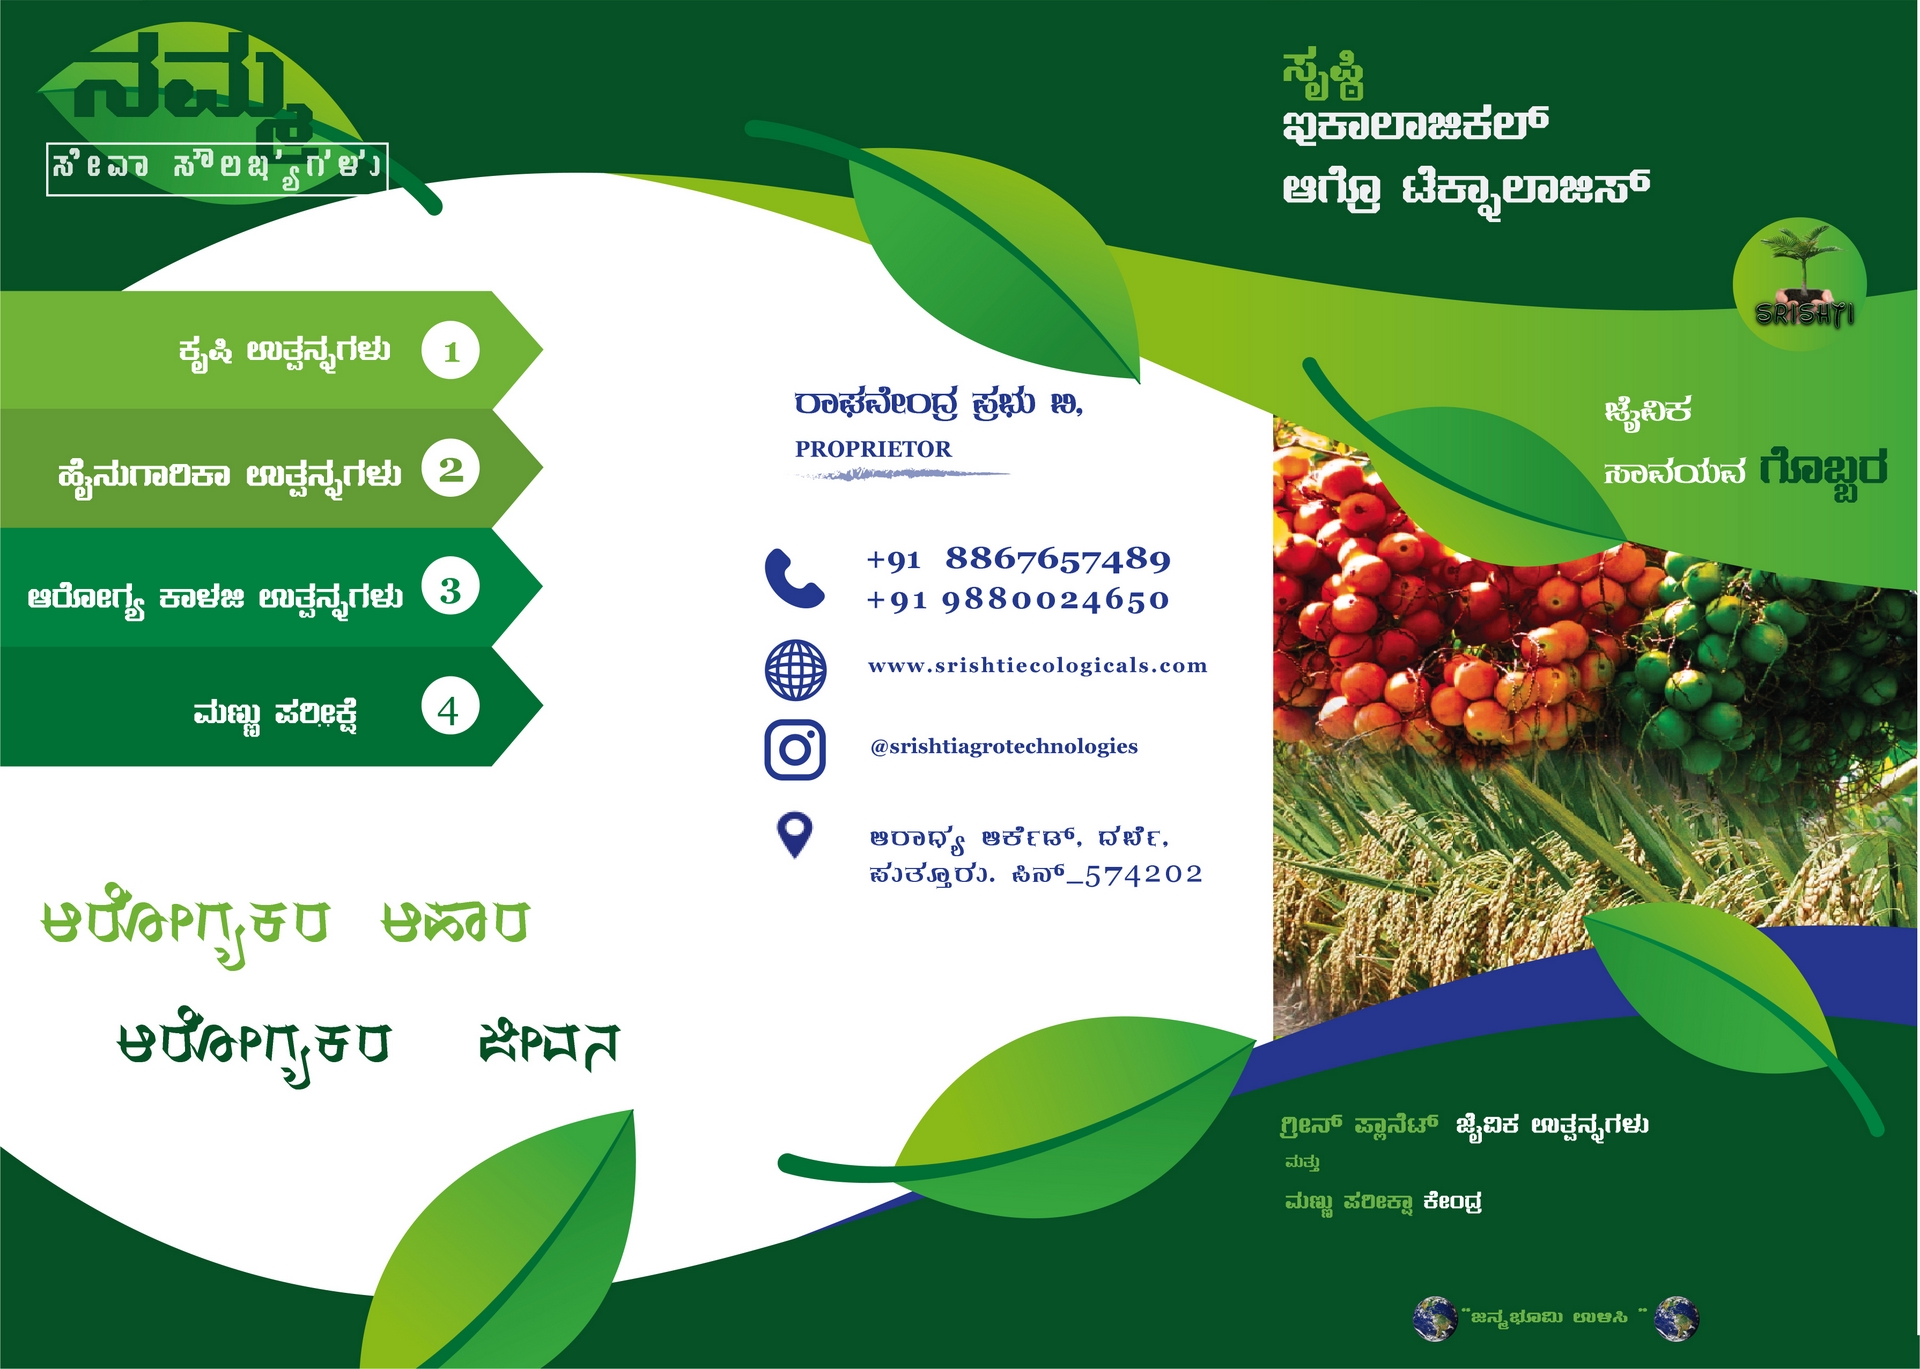 ನಮ್ಮ
ಸೇವಾ ಸೌಲಭ್ಯಗಳು
ಕೃಷಿ ಉತ್ಪನ್ನಗಳು 1
ಹೈನುಗಾರಿಕಾ ಉತ್ಪನ್ನಗಳು 2
ಆರೋಗ್ಯ ಕಾಳಜಿ ಉತ್ಪನ್ನಗಳು 3
ಮಣ್ಣು ಪರೀಕ್ಷೆ 4
ಆರೋಗ್ಯಕರ ಆಹಾರ
ಆರೋಗ್ಯಕರ ಜೀವನ
ರಾಘವೇಂದ್ರ ಪ್ರಭು ಬಿ,
PROPRIETOR
+91 8867657489
+91 9880024650
www.srishtiecologicals.com
@srishtiagrotechnologies
ಆರಾಧ್ಯ ಆರ್ಕೆಡ್, ದರ್ಬೆ,
ಪುತ್ತೂರು. ಪಿನ್_574202
ಸೃಷ್ಠಿ
ಇಕಾಲಾಜಿಕಲ್
ಆಗ್ರೊ ಟೆಕ್ನಾಲಾಜಿಸ್
SRISHTI
ಜೈವಿಕ
ಸಾವಯವ ಗೊಬ್ಬರ
ಗ್ರೀನ್ ಪ್ಲಾನೆಟ್ ಜೈವಿಕ ಉತ್ಪನ್ನಗಳು
ಮತ್ತು
ಮಣ್ಣು ಪರೀಕ್ಷಾ ಕೇಂದ್ರ
"ಜನ್ಮಭೂಮಿ ಉಳಿಸಿ "